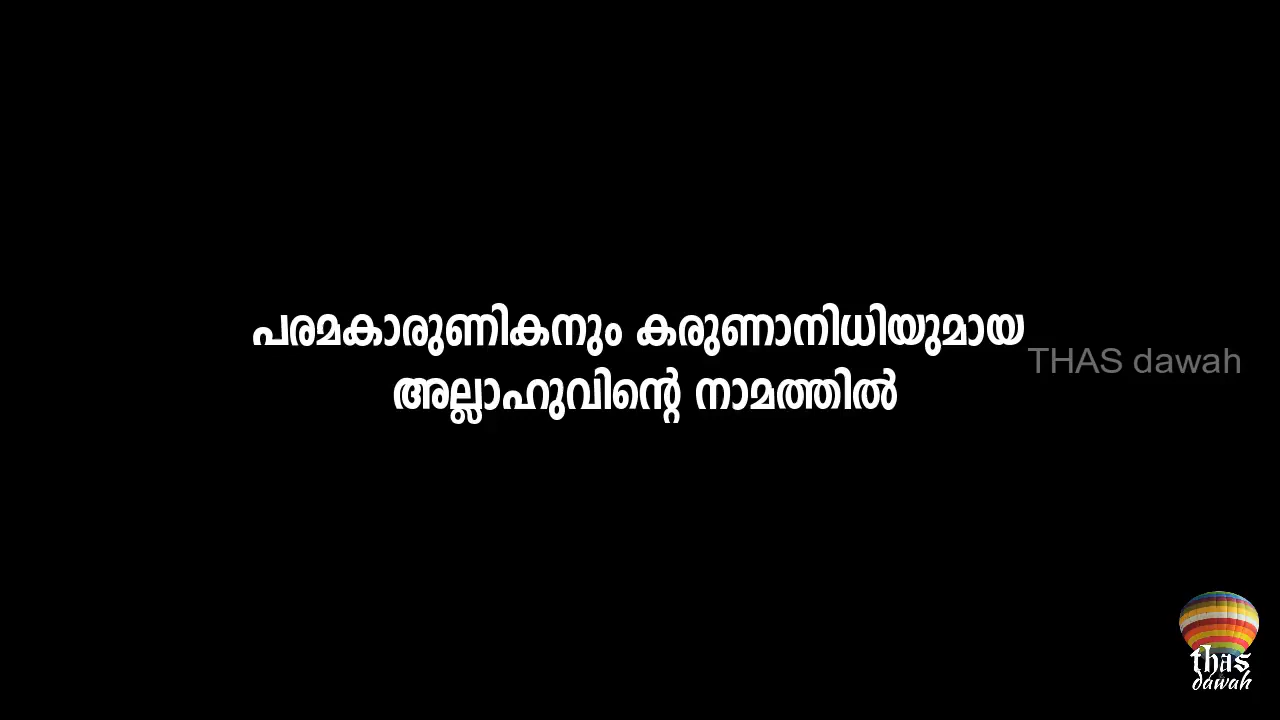 പരമകാരുണികനും കരുണാനിധിയുമായ
അല്ലാഹുവിന്റെ നാമത്തിൽ
THAS dawah
thas
dawah